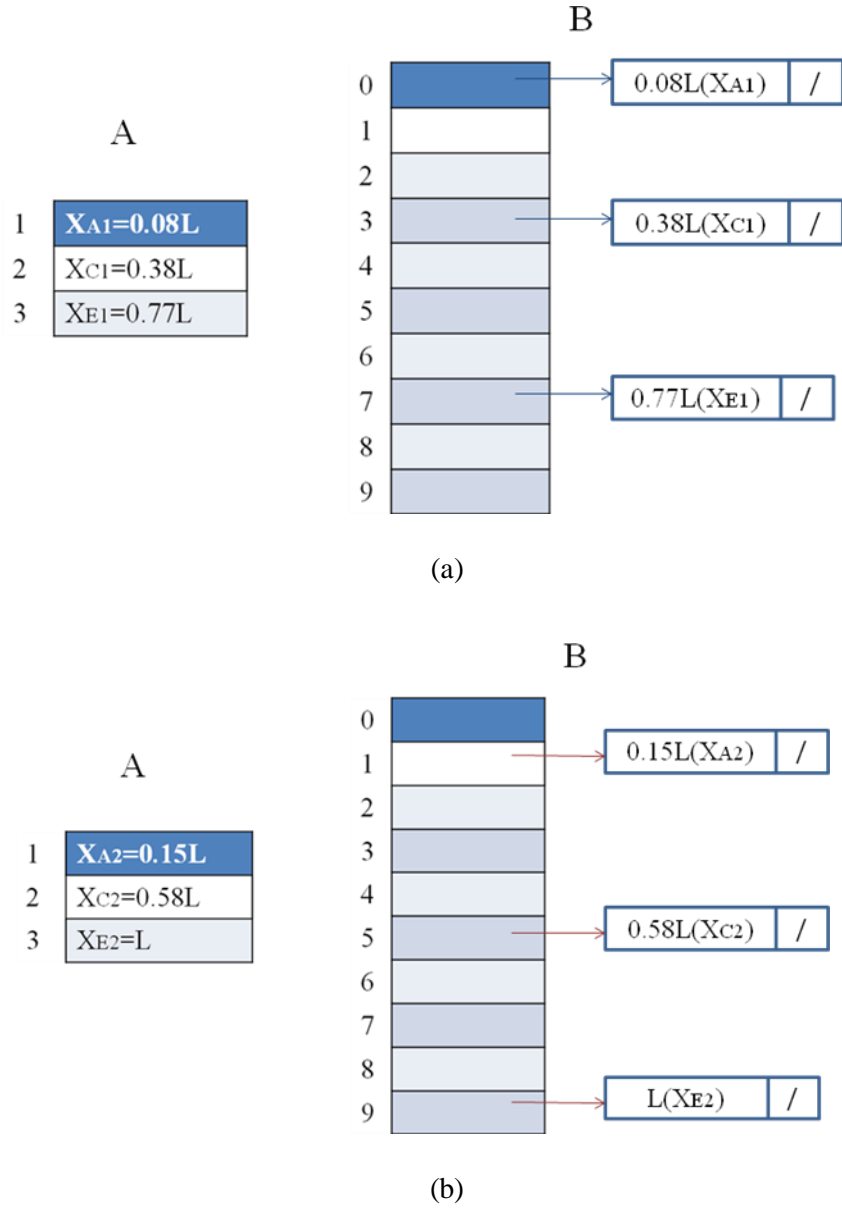 B
0
0.08L(XA1) /
1
A
2
1 XA1=0.08L
3
0.38L(XC1) /
2 XC1=0.38L
4
3 XE1=0.77L
5
6
7
0.77L(XE1) /
8
9
(a)
B
0
1
0.15L(XA2) /
A
2
3
1 XA2=0.15L
4
2 XC2=0.58L
5
0.58L(XC2) /
3 XE2=L
6
7
8
9
L(XE2) /
(b)